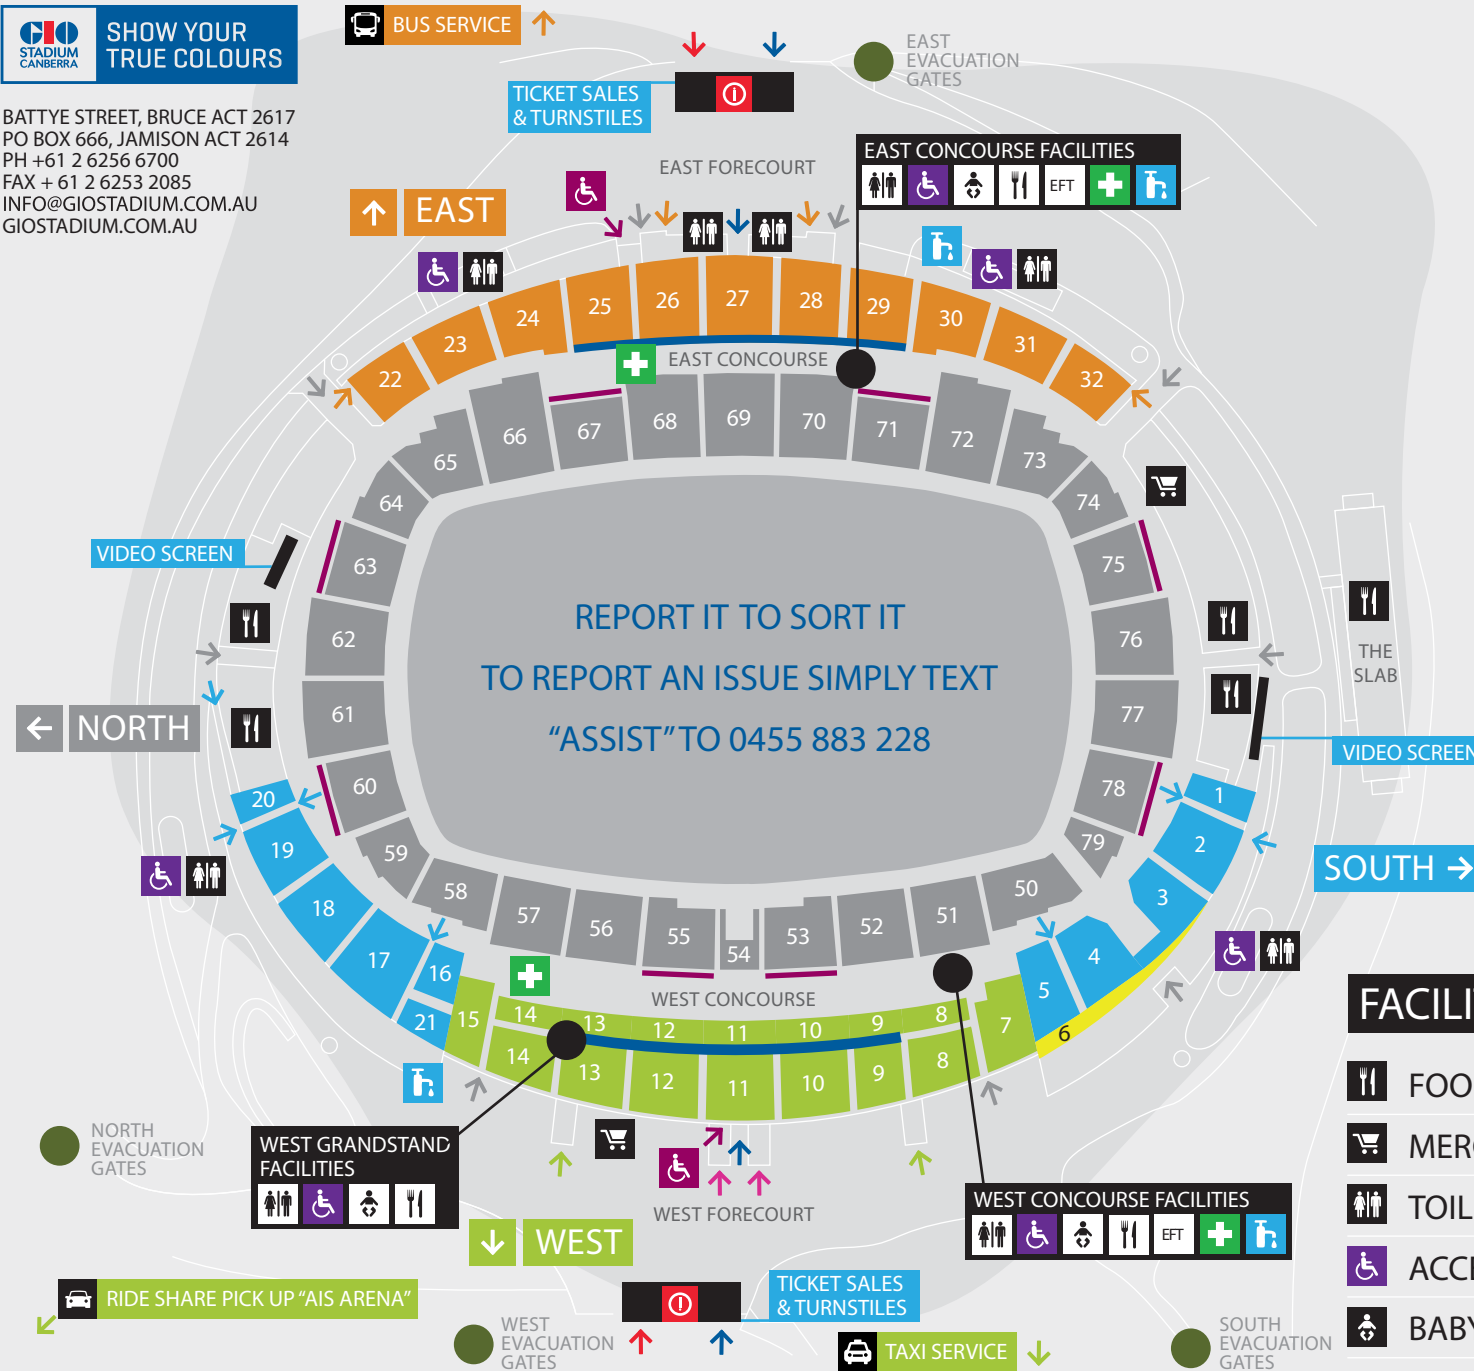 GIO
STADIUM
CANBERRA
SHOW YOUR
TRUE COLOURS
BATTYE STREET, BRUCE ACT 2617
PO BOX 666, JAMISON ACT 2614
PH +61 2 6256 6700
FAX + 61 2 6253 2085
INFO@GIOSTADIUM.COM.AU
GIOSTADIUM.COM.AU
BUS SERVICE
TICKET SALES
& TURNSTILES
EAST
EVACUATION
GATES
EAST FORECOURT
EAST CONCOURSE FACILITIES
EFT
EAST
22
23
24
25
26
27
28
29
30
31
32
EAST CONCOURSE
64
65
66
67
68
69
70
71
72
73
74
VIDEO SCREEN
63
62
61
60
59
75
76
77
78
79
REPORT IT TO SORT IT
TO REPORT AN ISSUE SIMPLY TEXT
“ASSIST” TO 0455 883 228
THE
SLAB
NORTH
VIDEO SCREEN
SOUTH
20
19
18
17
16
21
1
2
3
4
5
6
58
57
56
55
54
53
52
51
50
WEST CONCOURSE
15
14
13
12
11
10
9
8
7
14
13
12
11
10
9
8
NORTH
EVACUATION
GATES
WEST GRANDSTAND
FACILITIES
WEST FORECOURT
WEST CONCOURSE FACILITIES
EFT
WEST
RIDE SHARE PICK UP “AIS ARENA”
TICKET SALES
& TURNSTILES
WEST
EVACUATION
GATES
TAXI SERVICE
SOUTH
EVACUATION
GATES
FACILI
FOO
MER
TOIL
ACCE
BABY